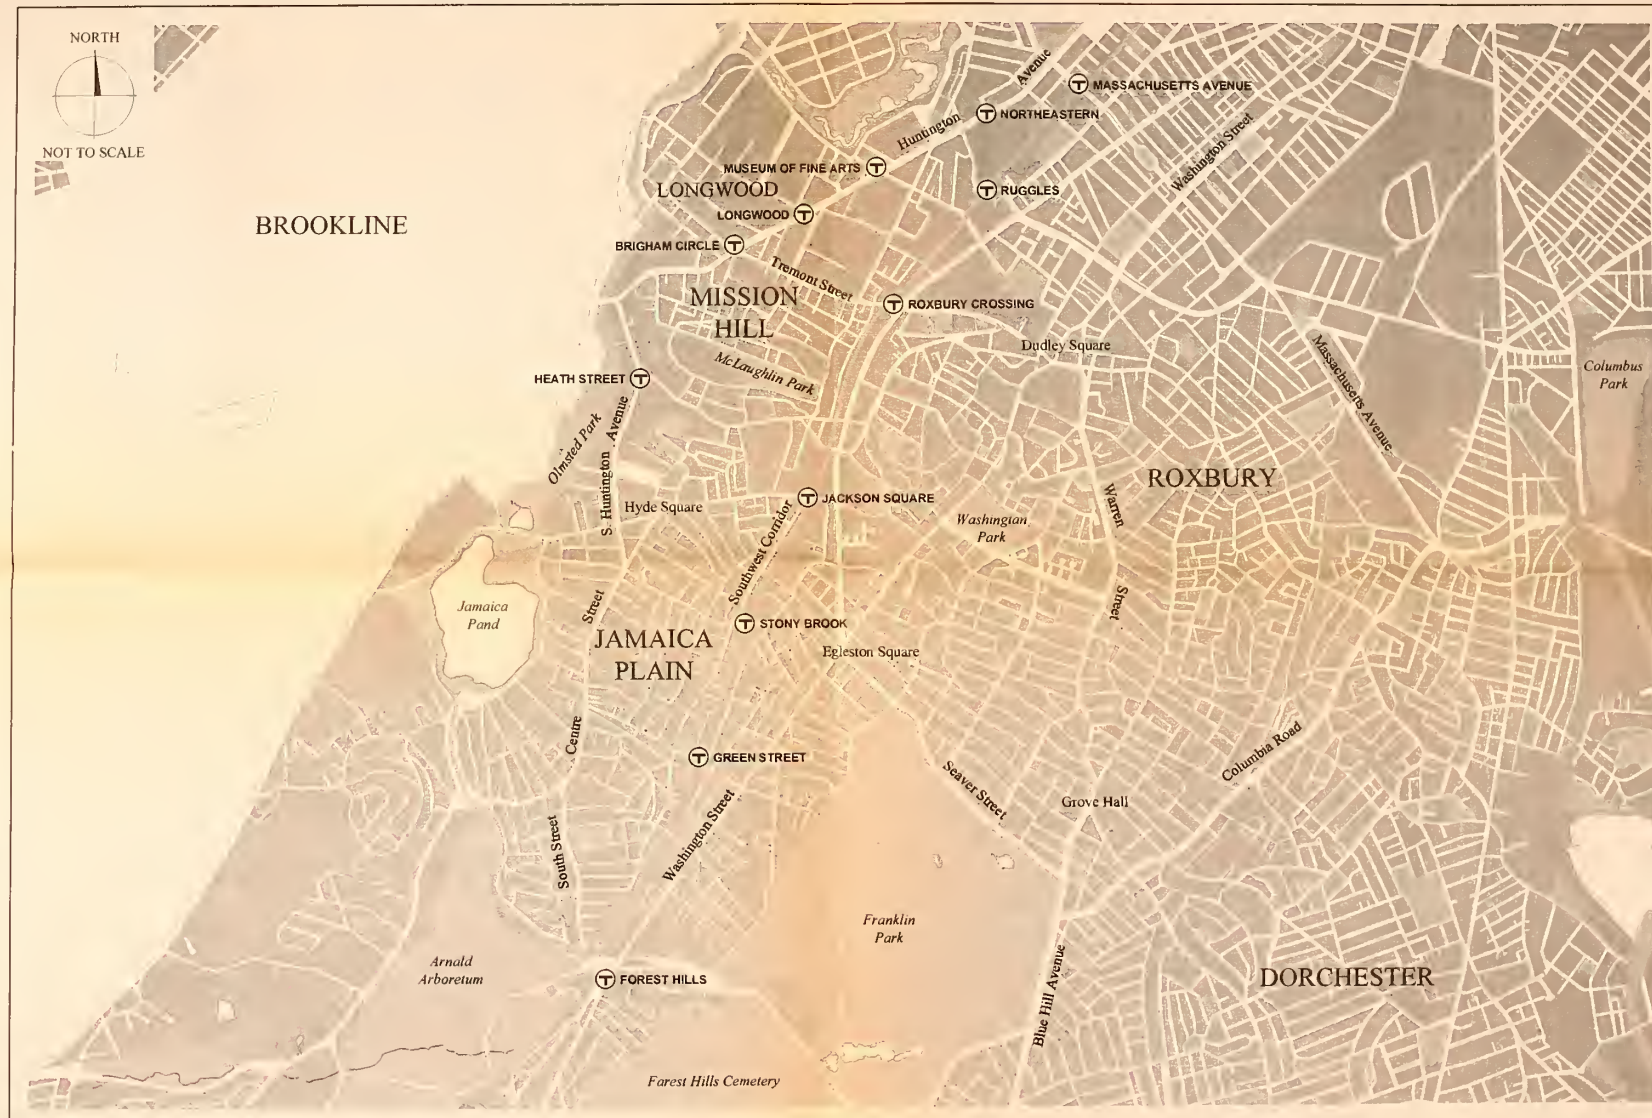 NORTH
NOT TO SCALE
BROOKLINE
Avenue
Huntington
MASSACHUSETTS AVENUE
NORTHEASTERN
Washington Street
MUSEUM OF FINE ARTS
LONGWOOD
RUGGLES
LONGWOOD
BRIGHAM CIRCLE
Tremont Street
MISSION
HILL
ROXBURY CROSSING
Dudley Square
McLaughlin Park
HEATH STREET
Massachusetts Avenue
Columbus
Park
Olmsted Park
S. Huntington Avenue
Hyde Square
JACKSON SQUARE
ROXBURY
Warren
Street
Washingtan
Park
Southwest Corridor
Jamaica
Pand
Street
Centre
JAMAICA
PLAIN
STONY BROOK
Egleston Square
GREEN STREET
Seaver Street
Columbia Road
Grove Hall
South Street
Washington Street
Franklin
Park
Arnald
Arboretum
FOREST HILLS
Blue Hill Avenue
DORCHESTER
Farest Hills Cemetery